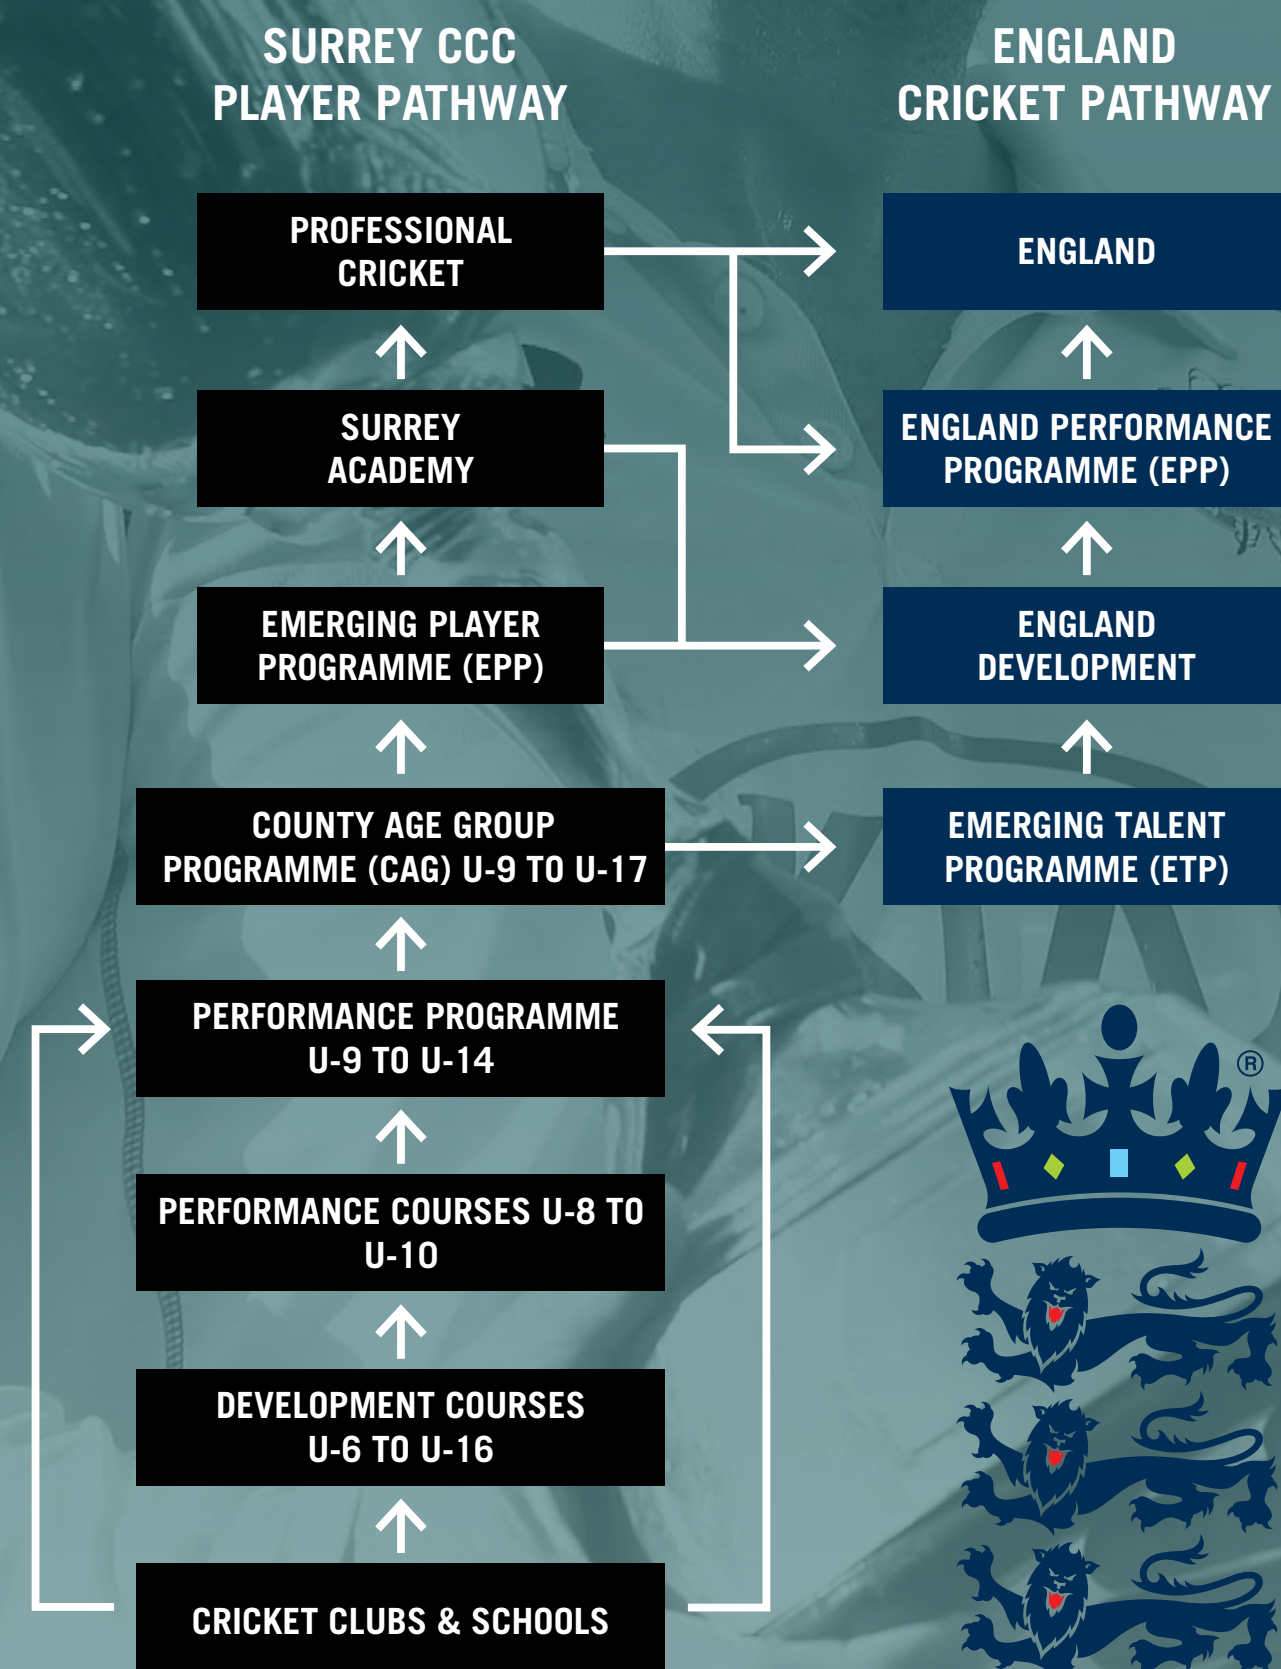 SURREY CCC
PLAYER PATHWAY
ENGLAND
CRICKET PATHWAY
PROFESSIONAL
CRICKET
ENGLAND
SURREY
ACADEMY
ENGLAND PERFORMANCE
PROGRAMME (EPP)
EMERGING PLAYER
PROGRAMME (EPP)
ENGLAND
DEVELOPMENT
COUNTY AGE GROUP
PROGRAMME (CAG) U-9 TO U-17
EMERGING TALENT
PROGRAMME (ETP)
PERFORMANCE PROGRAMME
U-9 TO U-14
®
PERFORMANCE COURSES U-8 TO
U-10
DEVELOPMENT COURSES
U-6 TO U-16
CRICKET CLUBS & SCHOOLS